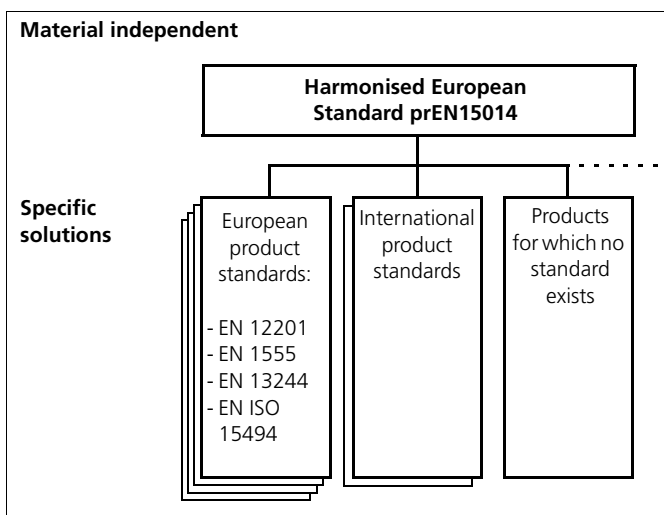 Material independent
Harmonised European
Standard prEN15014
Specific
solutions
European
product
standards:
- EN 12201
- EN 1555
- EN 13244
- EN ISO
15494
International
product
standards
Products
for which no
standard
exists